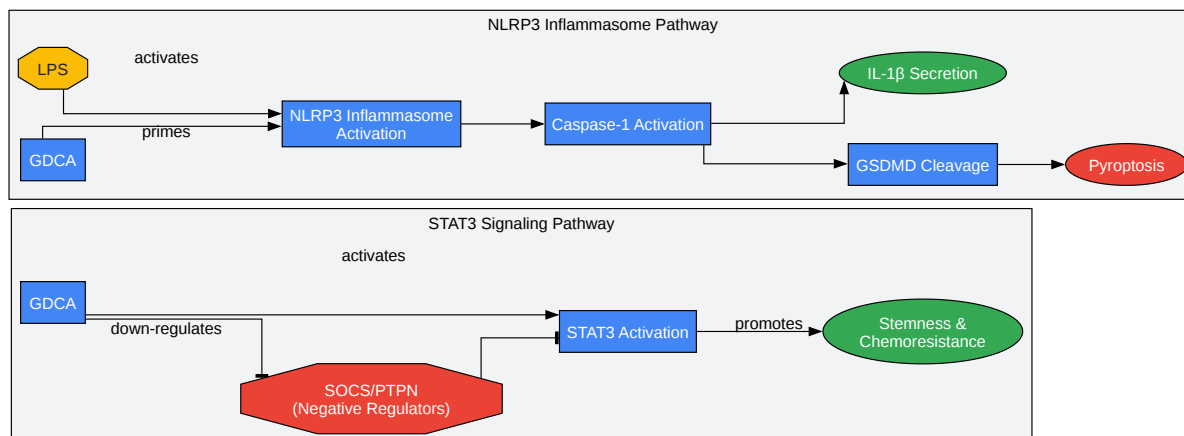 NLRP3 Inflammasome Pathway
LPS
activates
IL-1β Secretion
NLRP3 Inflammasome
Activation
Caspase-1 Activation
primes
GDCA
GSDMD Cleavage
Pyroptosis
STAT3 Signaling Pathway
activates
GDCA
down-regulates
STAT3 Activation
promotes
Stemness &
Chemoresistance
SOCS/PTPN
(Negative Regulators)